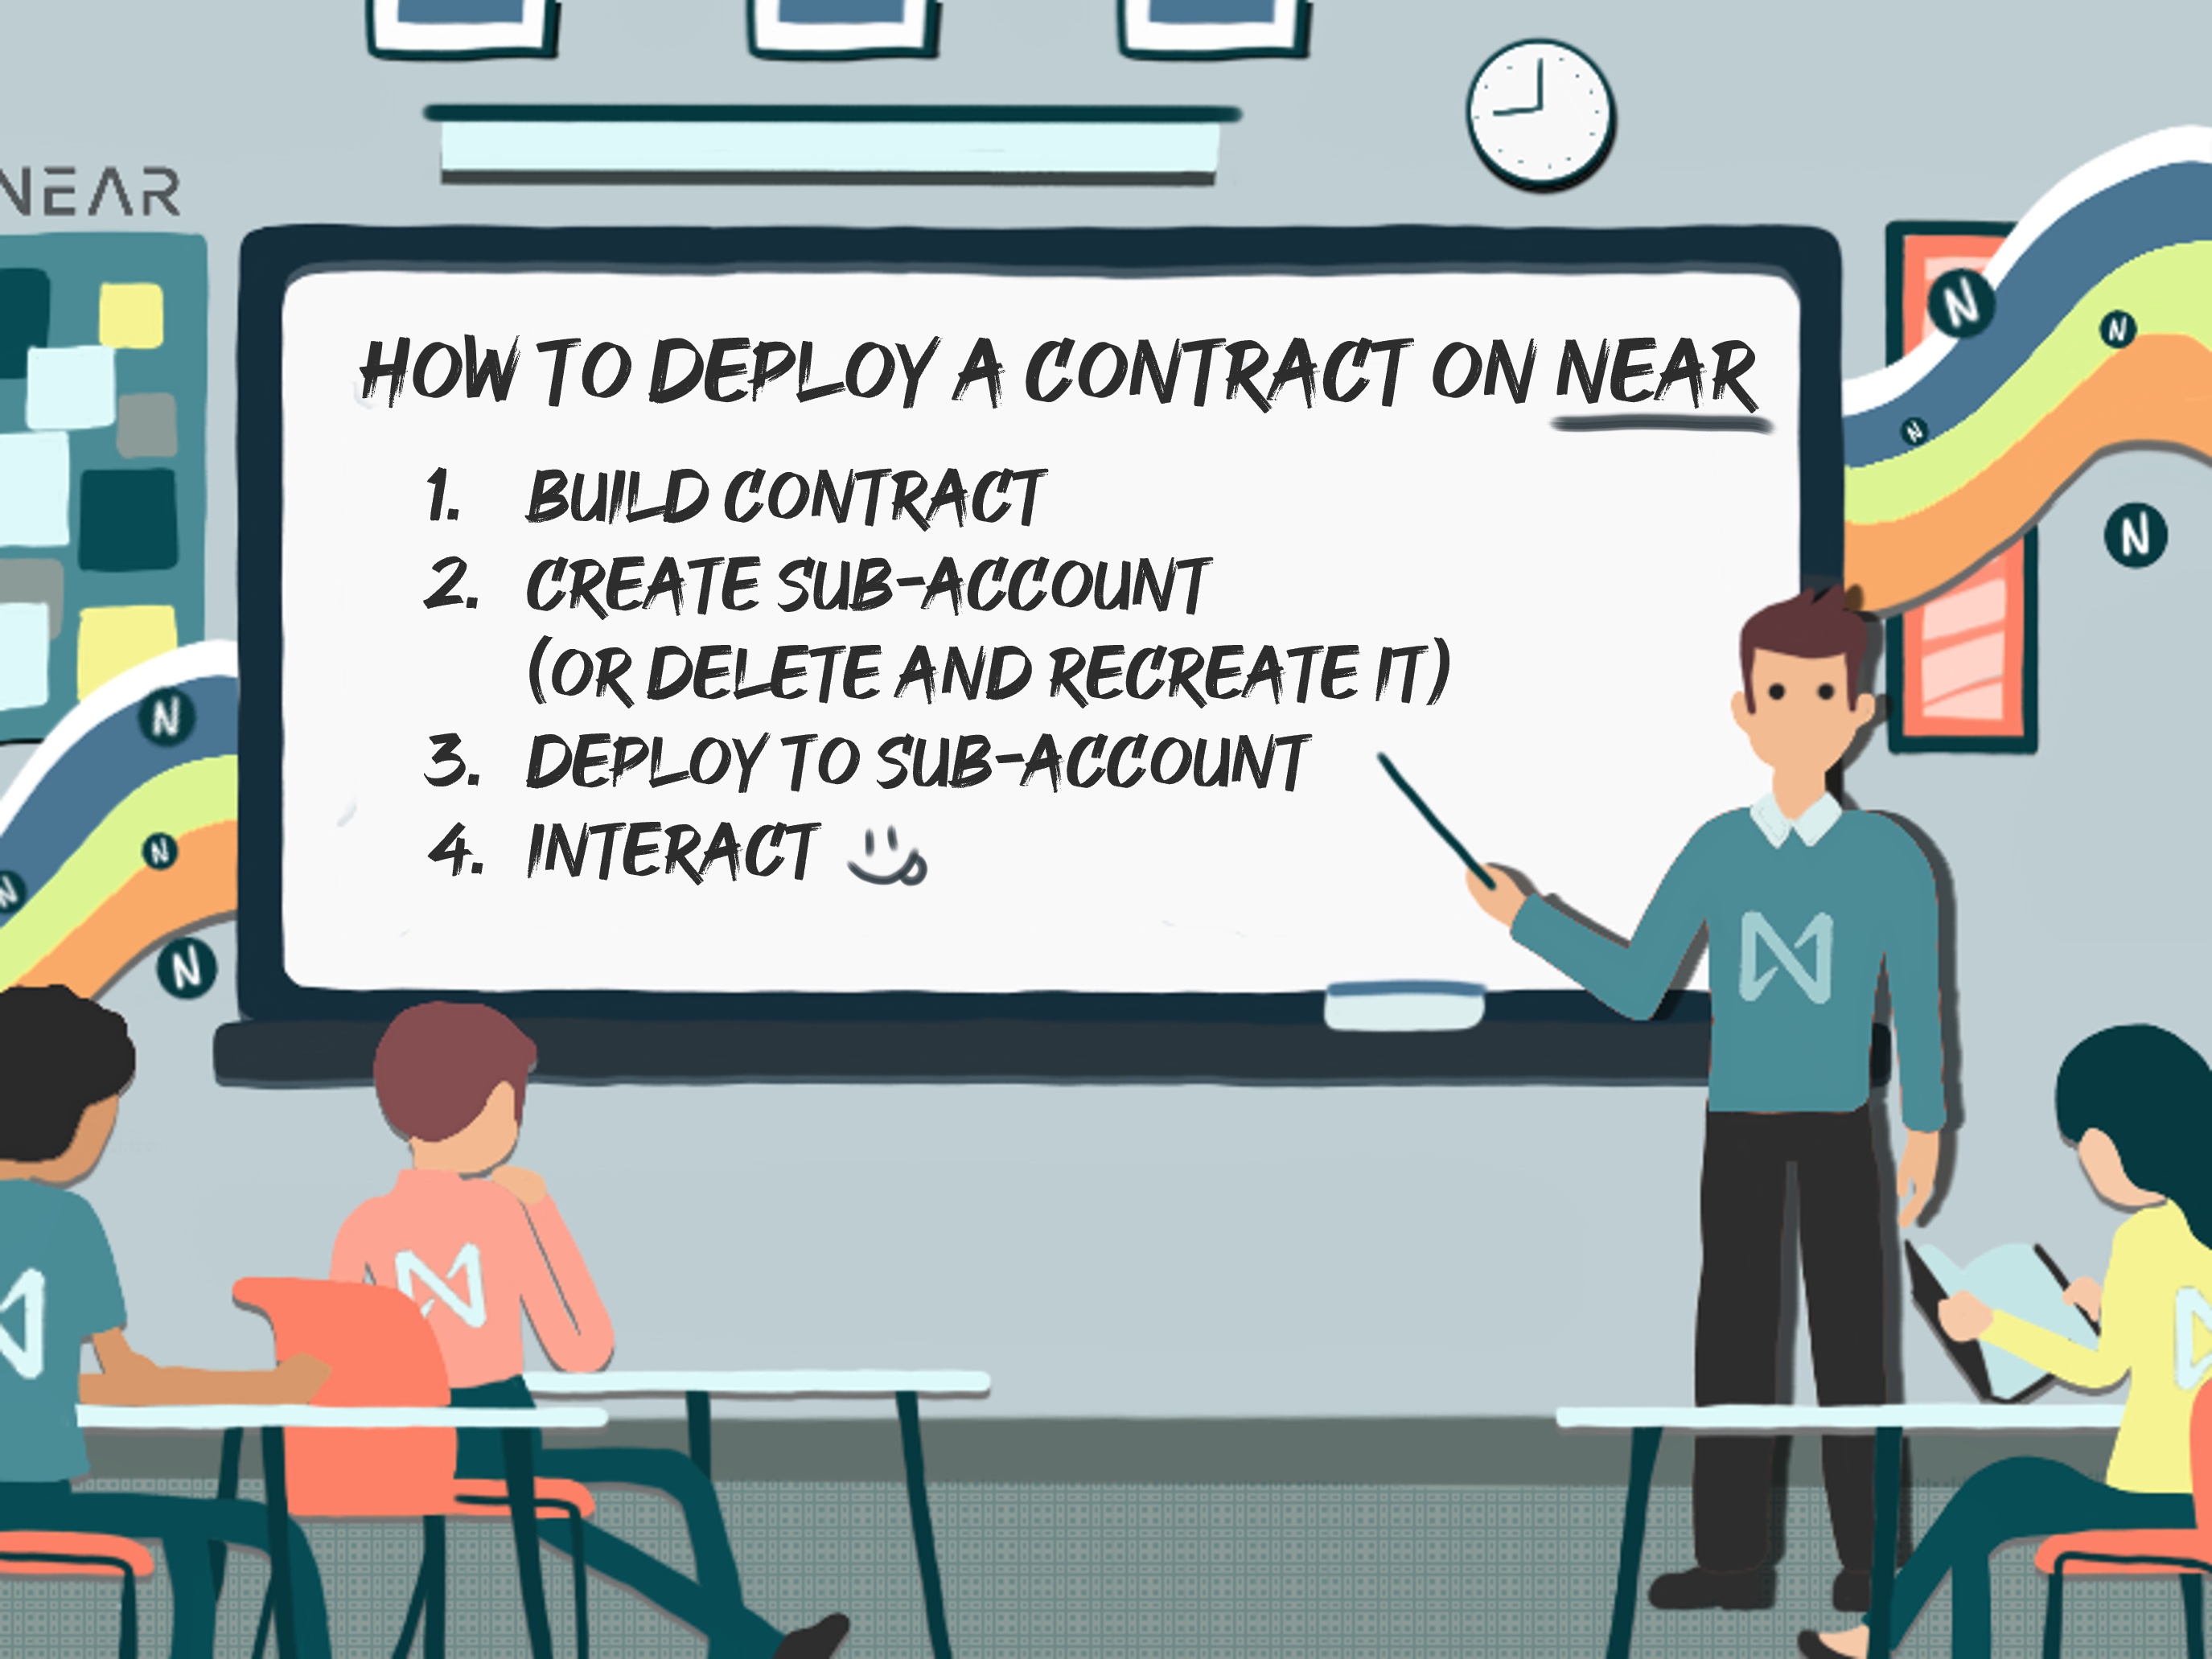 NEAR
HOW TO DEPLOY A CONTRACT ON NEAR
1. BUILD CONTRACT
2. CREATE SUB-ACCOUNT
(OR DELETE AND RECREATE IT)
3. DEPLOY TO SUB-ACCOUNT
4. INTERACT
N
N
N
N
N
N
N
N